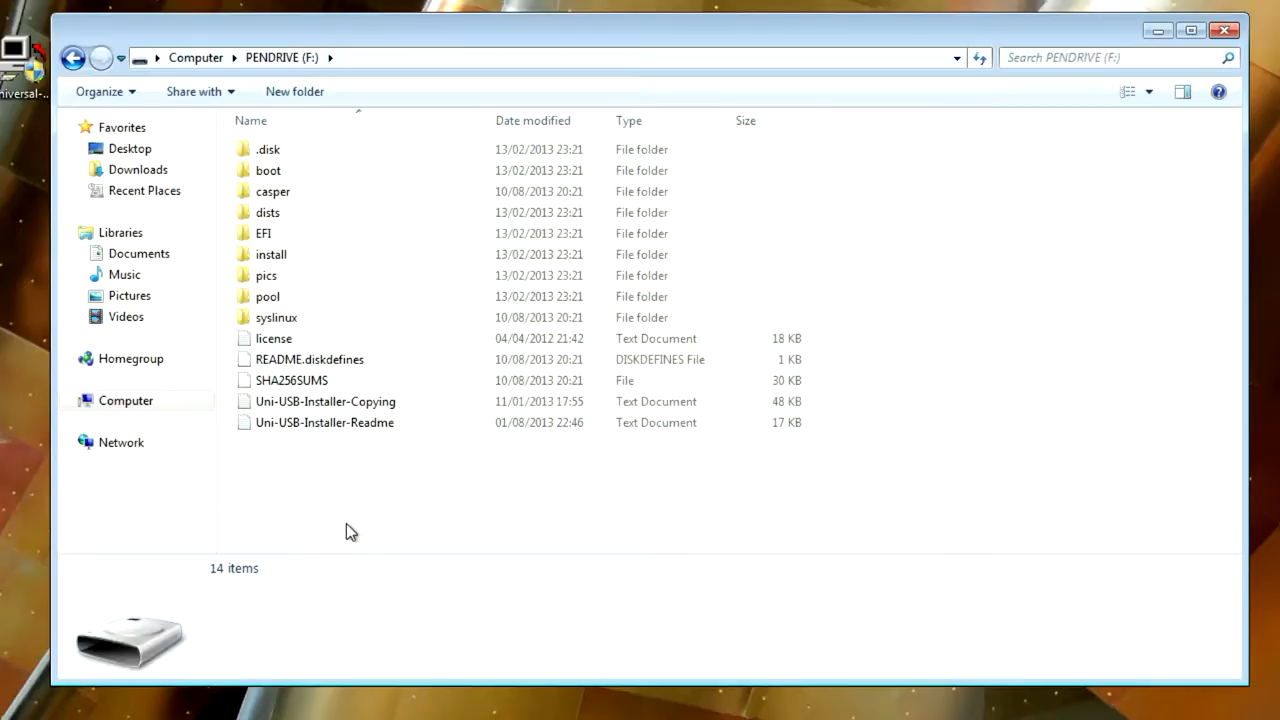 niversal-...
Computer PENDRIVE (F:) Search PENDRIVE (F:)
Organize Share with New folder
Name Date modified Type Size
Favorites
Desktop
Downloads
Recent Places
Libraries
Documents
Music
Pictures
Videos
Homegroup
Computer
Network
.disk 13/02/2013 23:21 File folder
boot 13/02/2013 23:21 File folder
casper 10/08/2013 20:21 File folder
dists 13/02/2013 23:21 File folder
EFI 13/02/2013 23:21 File folder
install 13/02/2013 23:21 File folder
pics 13/02/2013 23:21 File folder
pool 13/02/2013 23:21 File folder
syslinux 10/08/2013 20:21 File folder
license 04/04/2012 21:42 Text Document 18 KB
README.diskdefines 10/08/2013 20:21 DISKDEFINES File 1 KB
SHA256SUMS 10/08/2013 20:21 File 30 KB
Uni-USB-Installer-Copying 11/01/2013 17:55 Text Document 48 KB
Uni-USB-Installer-Readme 01/08/2013 22:46 Text Document 17 KB
14 items